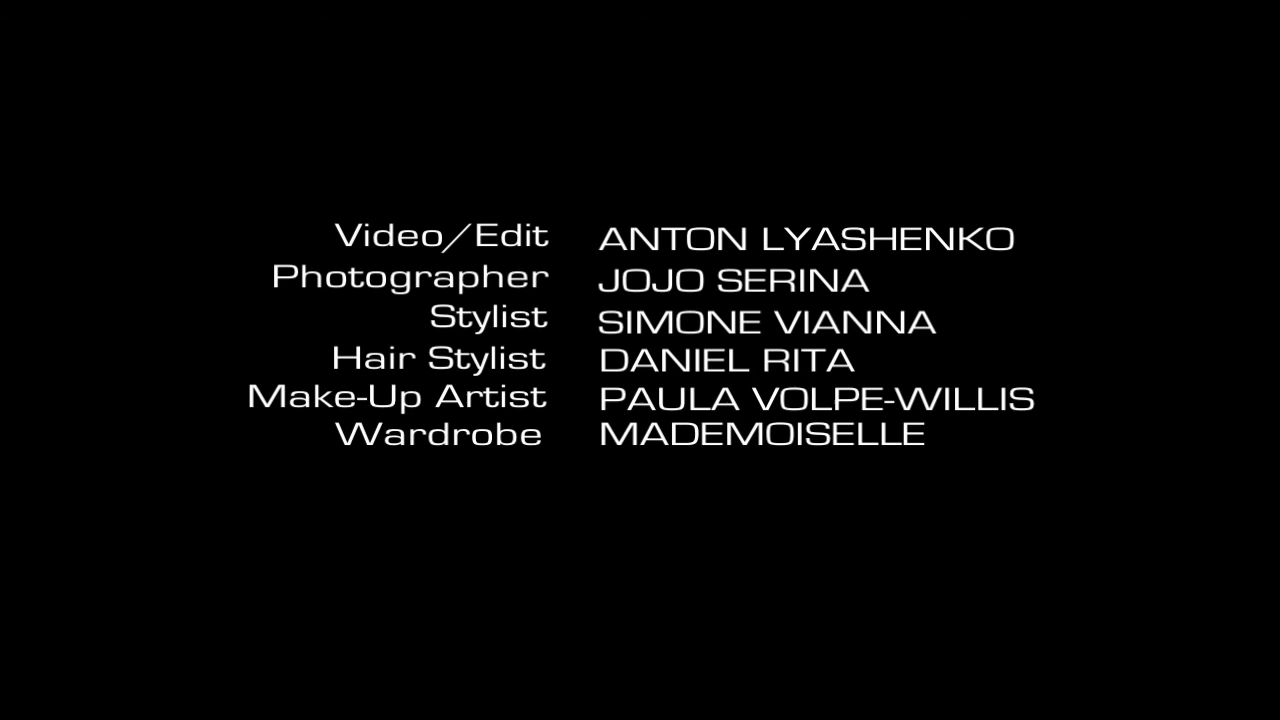 Video/Edit ANTON LYASHENKO
Photographer JOJO SERINA
Stylist SIMONE VIANNA
Hair Stylist DANIEL RITA
Make-Up Artist PAULA VOLPE-WILLIS
Wardrobe MADEMOISELLE